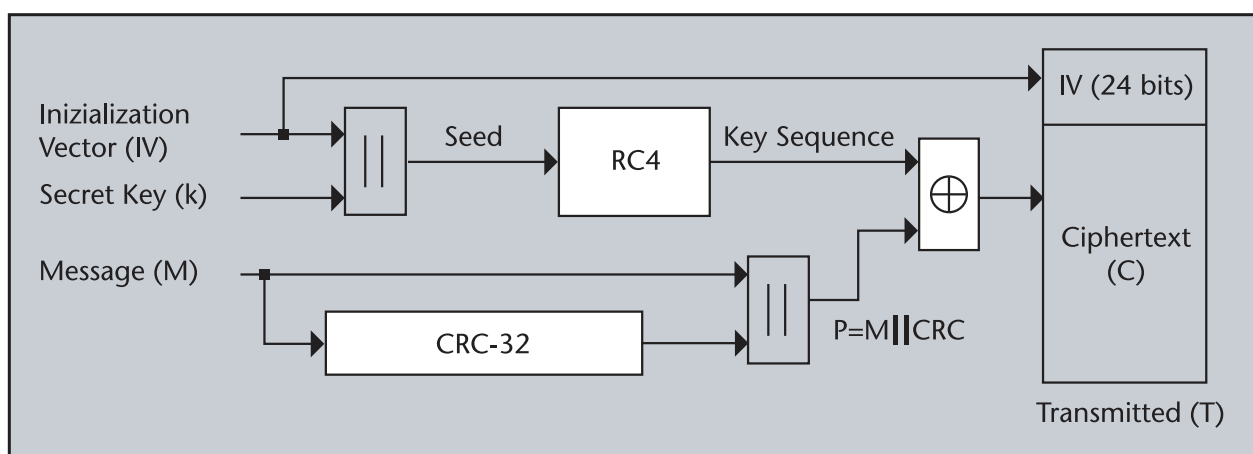 Inizialization
Vector (IV)
Secret Key (k)
Message (M)
||
Seed
RC4
Key Sequence
⊕
IV (24 bits)
Ciphertext
(C)
CRC-32
||
P=M||CRC
Transmitted (T)